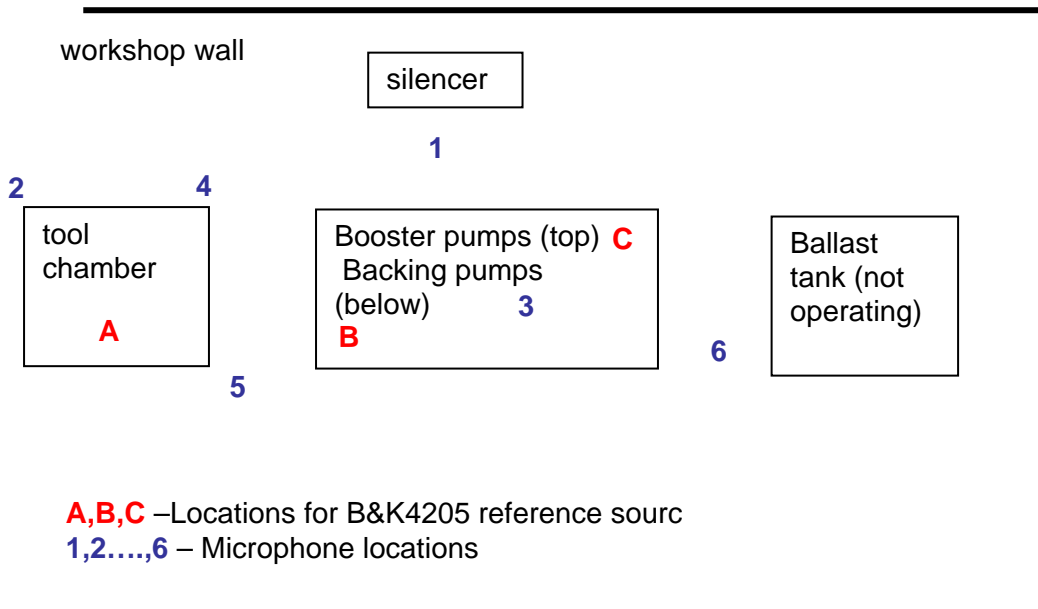 workshop wall
silencer
1
2
4
tool
chamber
A
Booster pumps (top) C
Backing pumps
(below) 3
B
Ballast
tank (not
operating)
6
5
A,B,C –Locations for B&K4205 reference sourc
1,2….,6 – Microphone locations